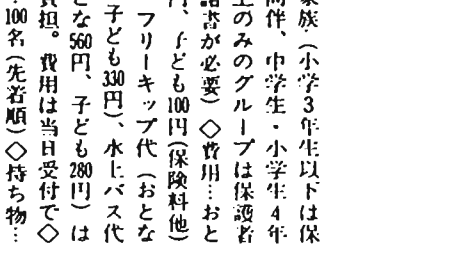 家族（小学3年生以下は保
同伴、中学生・小学生4年
生のみのグループは保護者
諾書が必要）◇費用…おと
円、子ども100円（保険料他）
フリーキップ代（おとな
子ども330円）、水上バス代
とな560円、子ども280円）は
負担。費用は当日受付で◇
100名（先着順）◇持ち物…